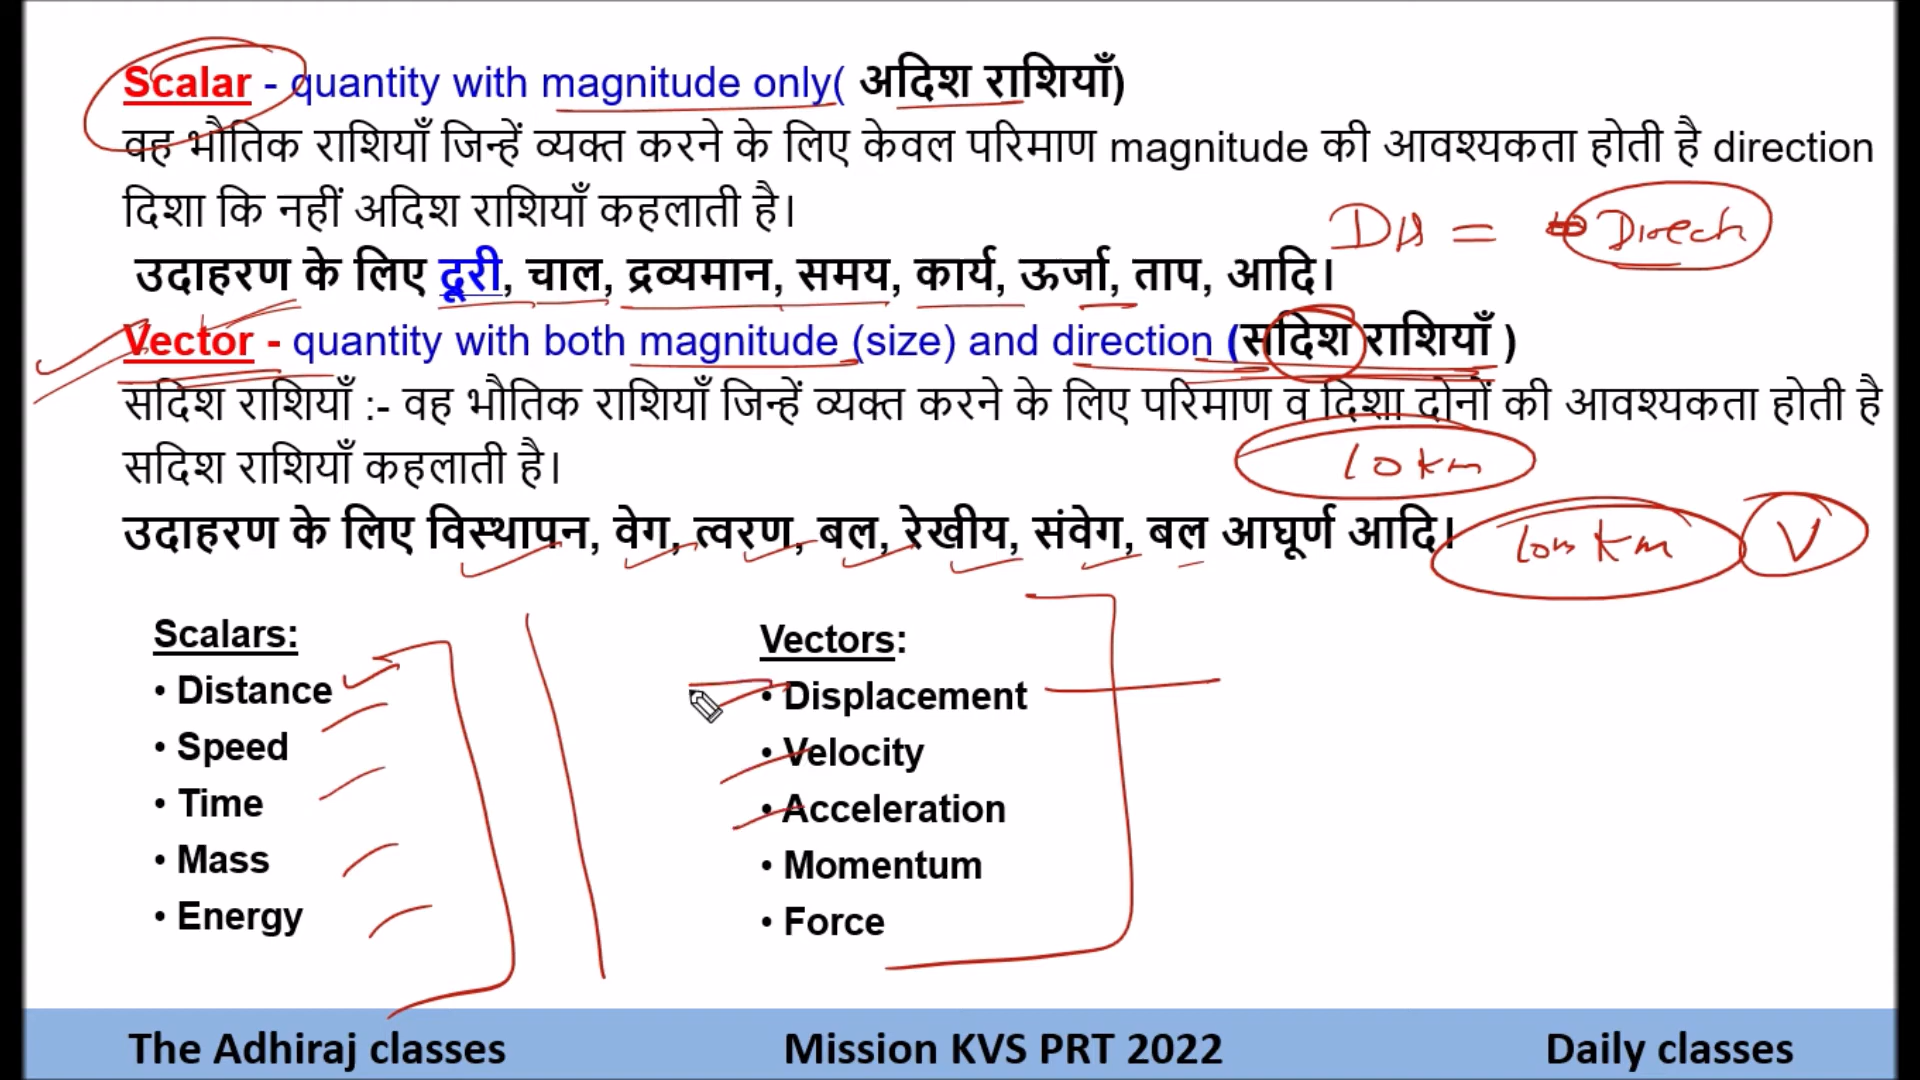 Scalar - quantity with magnitude only( अदिश राशियाँ)
वह भौतिक राशियाँ जिन्हें व्यक्त करने के लिए केवल परिमाण magnitude की आवश्यकता होती है direction
दिशा कि नहीं अदिश राशियाँ कहलाती है।
उदाहरण के लिए दूरी, चाल, द्रव्यमान, समय, कार्य, ऊर्जा, ताप, आदि।
Vector - quantity with both magnitude (size) and direction (सदिश राशियाँ )
सदिश राशियाँ :- वह भौतिक राशियाँ जिन्हें व्यक्त करने के लिए परिमाण व दिशा दोनों की आवश्यकता होती है
सदिश राशियाँ कहलाती है।
10 km
उदाहरण के लिए विस्थापन, वेग, त्वरण, बल, रेखीय, संवेग, बल आघूर्ण आदि।
km V
Scalars:
• Distance
• Speed
• Time
• Mass
• Energy
Vectors:
• Displacement
• Velocity
• Acceleration
• Momentum
• Force
The Adhiraj classes Mission KVS PRT 2022 Daily classes